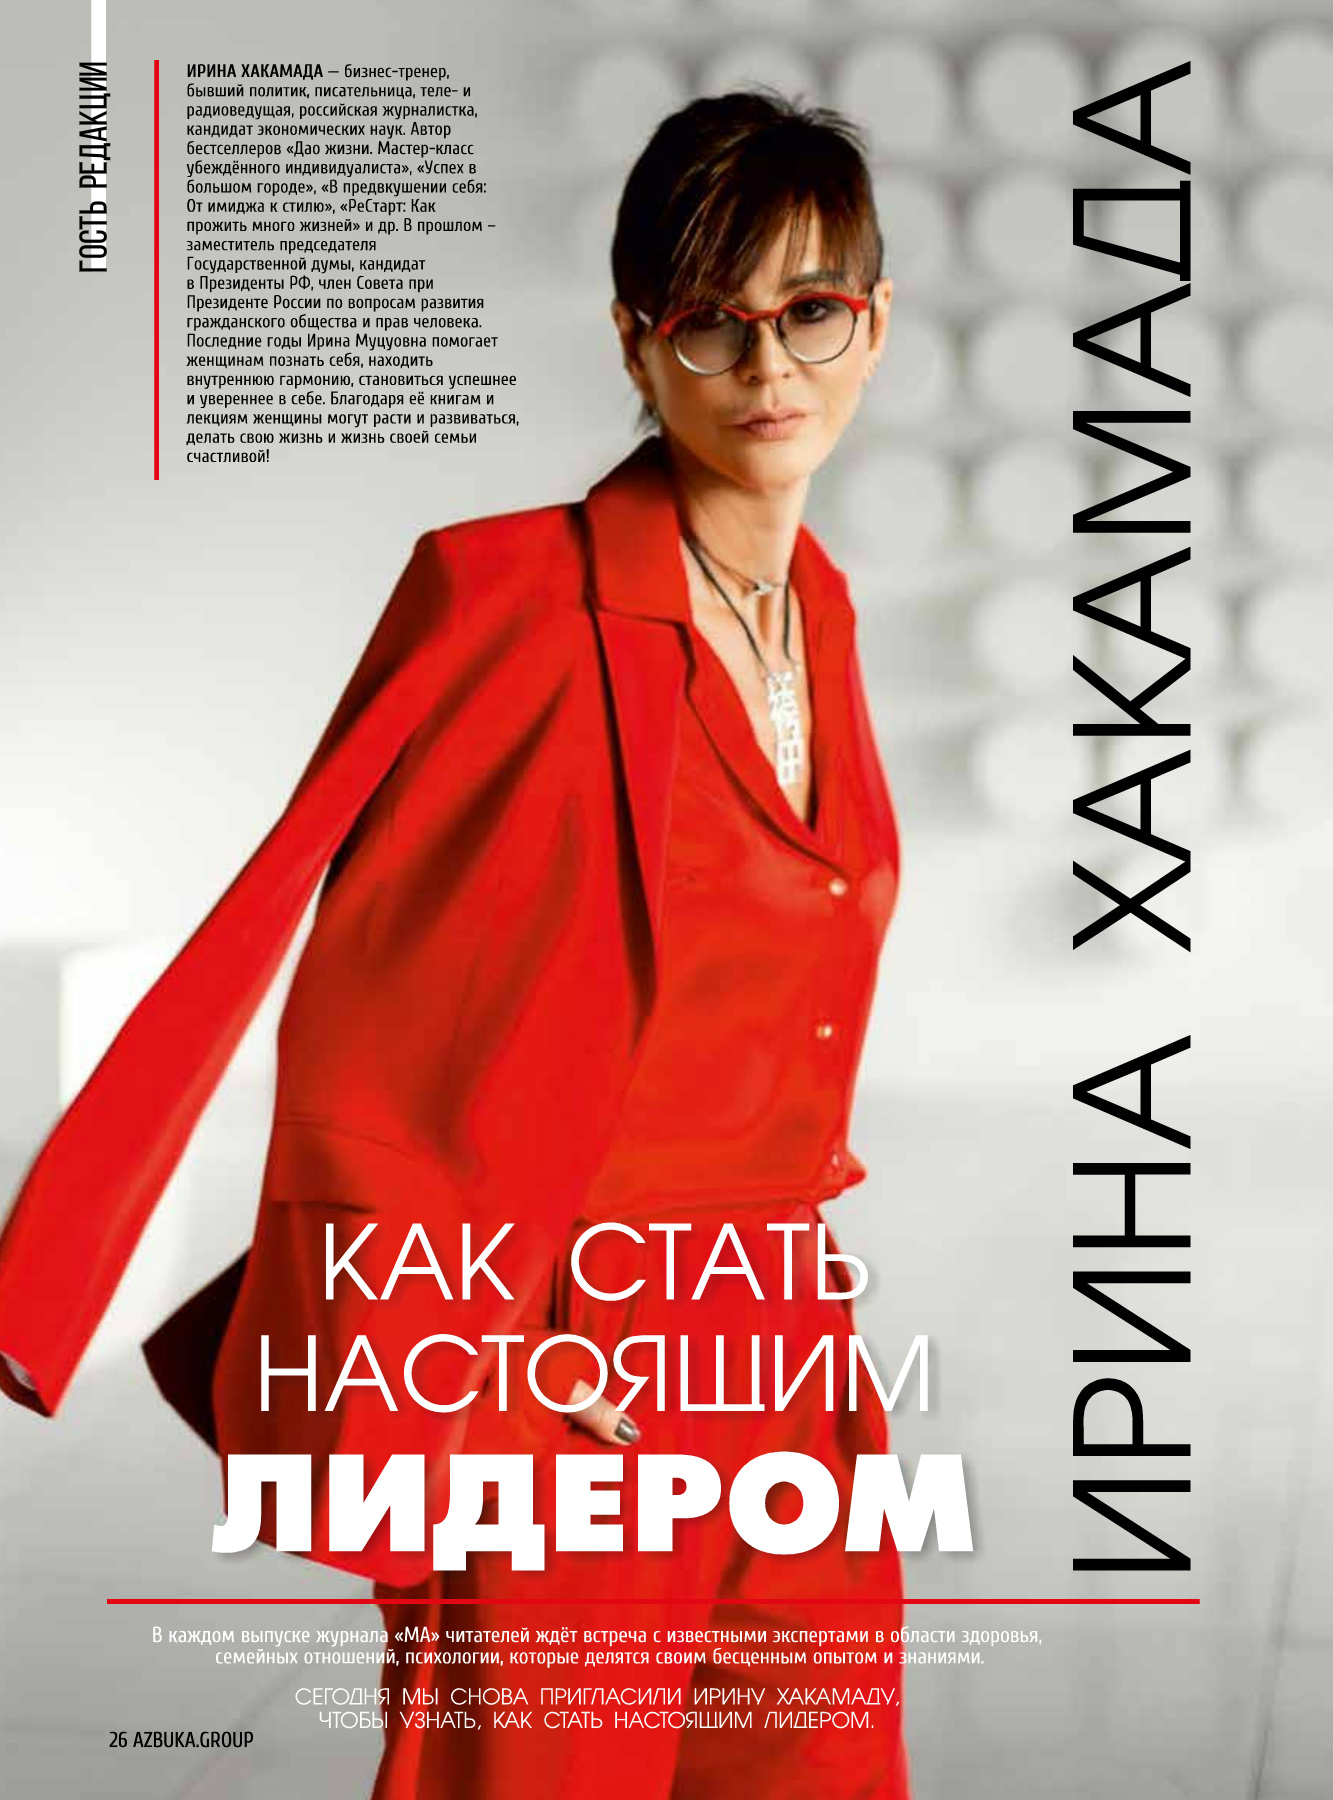 ГОСТЬ РЕДАКЦИИ
ИРИНА ХАКАМАДА — бизнес-тренер,
бывший политик, писательница, теле- и
радиоведущая, российская журналистка,
кандидат экономических наук. Автор
бестселлеров «Дао жизни. Мастер-класс
убеждённого индивидуалиста», «Успех в
большом городе», «В предвкушении себя:
От имиджа к стилю», «РеСтарт: Как
прожить много жизней» и др. В прошлом –
заместитель председателя
Государственной думы, кандидат
в Президенты РФ, член Совета при
Президенте России по вопросам развития
гражданского общества и прав человека.
Последние годы Ирина Муцуовна помогает
женщинам познать себя, находить
внутреннюю гармонию, становиться успешнее
и увереннее в себе. Благодаря её книгам и
лекциям женщины могут расти и развиваться,
делать свою жизнь и жизнь своей семьи
счастливой!
ИРИНА ХАКАМАДА
КАК СТАТЬ
НАСТОЯЩИМ
ЛИДЕРОМ
В каждом выпуске журнала «МА» читателей ждёт встреча с известными экспертами в области здоровья,
семейных отношений, психологии, которые делятся своим бесценным опытом и знаниями.
СЕГОДНЯ МЫ СНОВА ПРИГЛАСИЛИ ИРИНУ ХАКАМАДУ,
ЧТОБЫ УЗНАТЬ, КАК СТАТЬ НАСТОЯЩИМ ЛИДЕРОМ.
26 AZBUKA.GROUP